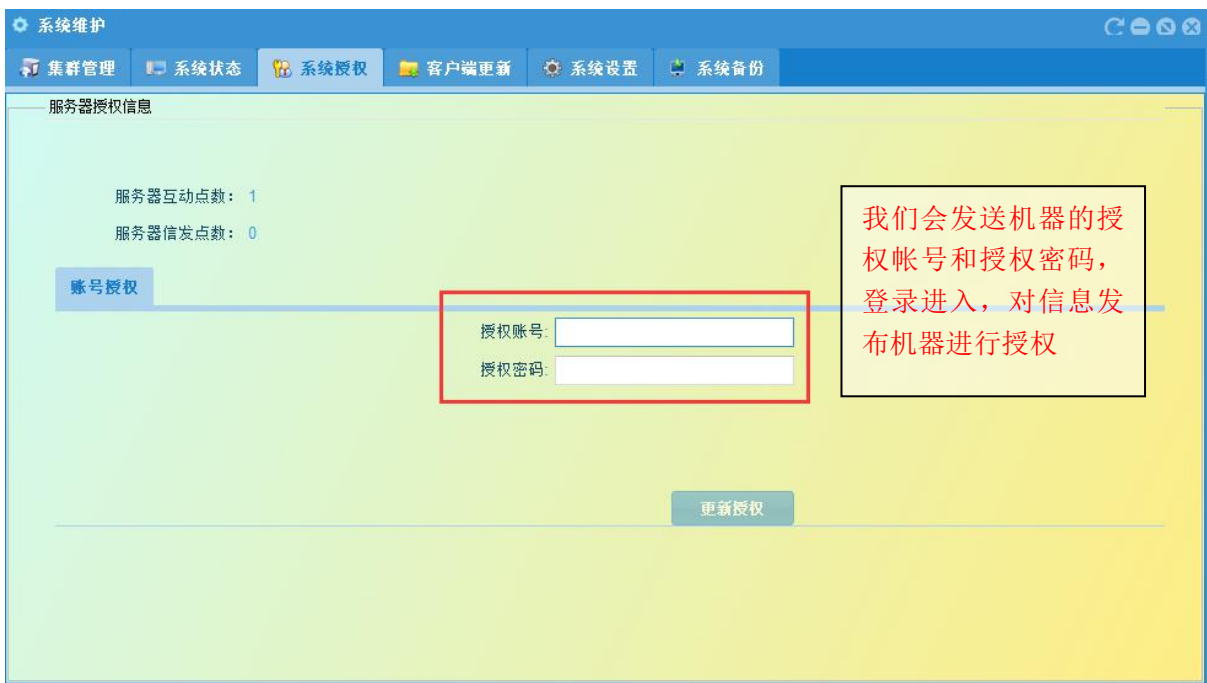 系统维护
集群管理 系统状态 系统授权 客户端更新 系统设置 系统备份
服务器授权信息
服务器互动点数: 1
服务器信发点数: 0
账号授权
授权账号:
授权密码:
更新授权
我们会发送机器的授
权帐号和授权密码，
登录进入，对信息发
布机器进行授权